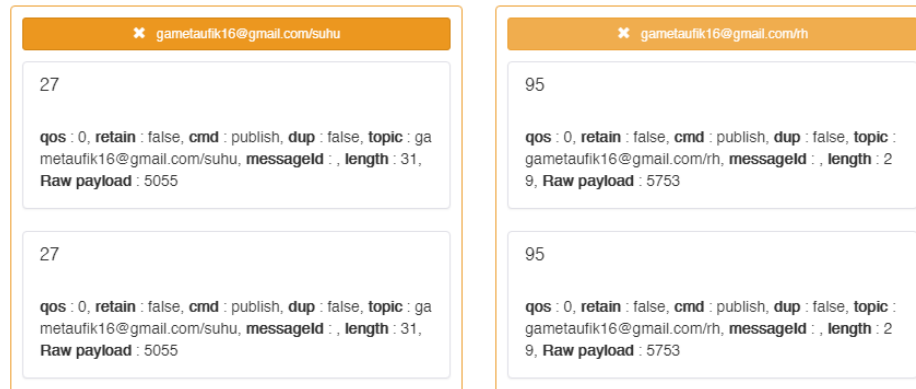 ✖ gametaufik16@gmail.com/suhu
27
qos : 0, retain : false, cmd : publish, dup : false, topic : ga
metaufik16@gmail.com/suhu, messageId : , length : 31,
Raw payload : 5055
27
qos : 0, retain : false, cmd : publish, dup : false, topic : ga
metaufik16@gmail.com/suhu, messageId : , length : 31,
Raw payload : 5055
✖ gametaufik16@gmail.com/rh
95
qos : 0, retain : false, cmd : publish, dup : false, topic :
gametaufik16@gmail.com/rh, messageId : , length : 2
9, Raw payload : 5753
95
qos : 0, retain : false, cmd : publish, dup : false, topic :
gametaufik16@gmail.com/rh, messageId : , length : 2
9, Raw payload : 5753